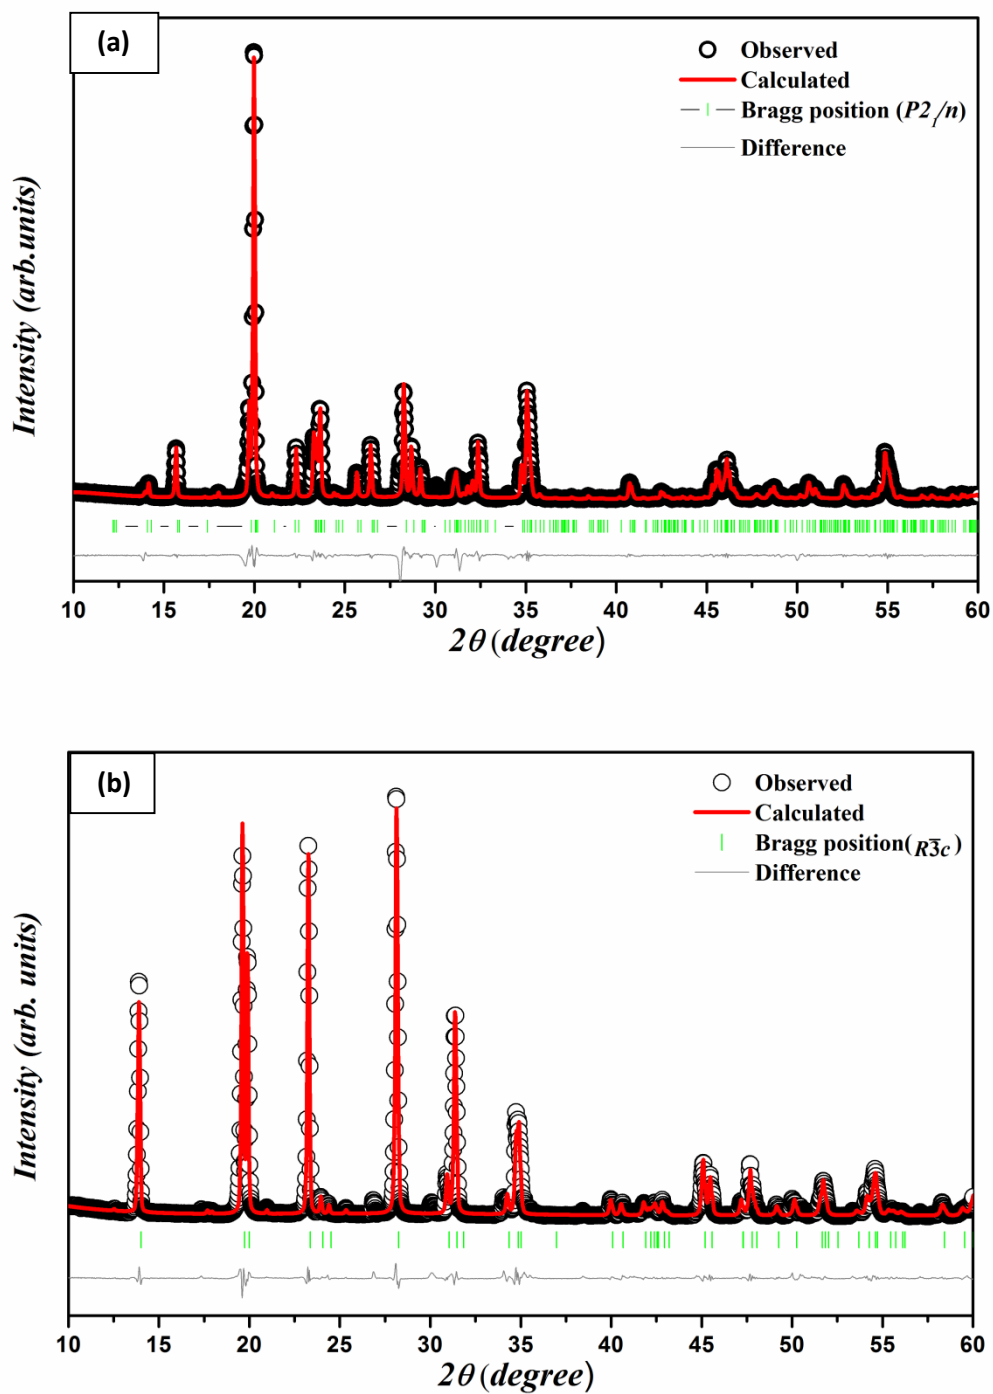 (a)
Observed
Calculated
Bragg position (P2₁/n)
Difference
Intensity (arb.units)
10 15 20 25 30 35 40 45 50 55 60
2θ (degree)
(b)
Observed
Calculated
Bragg position(R3̅c)
Difference
Intensity (arb. units)
10 15 20 25 30 35 40 45 50 55 60
2θ (degree)